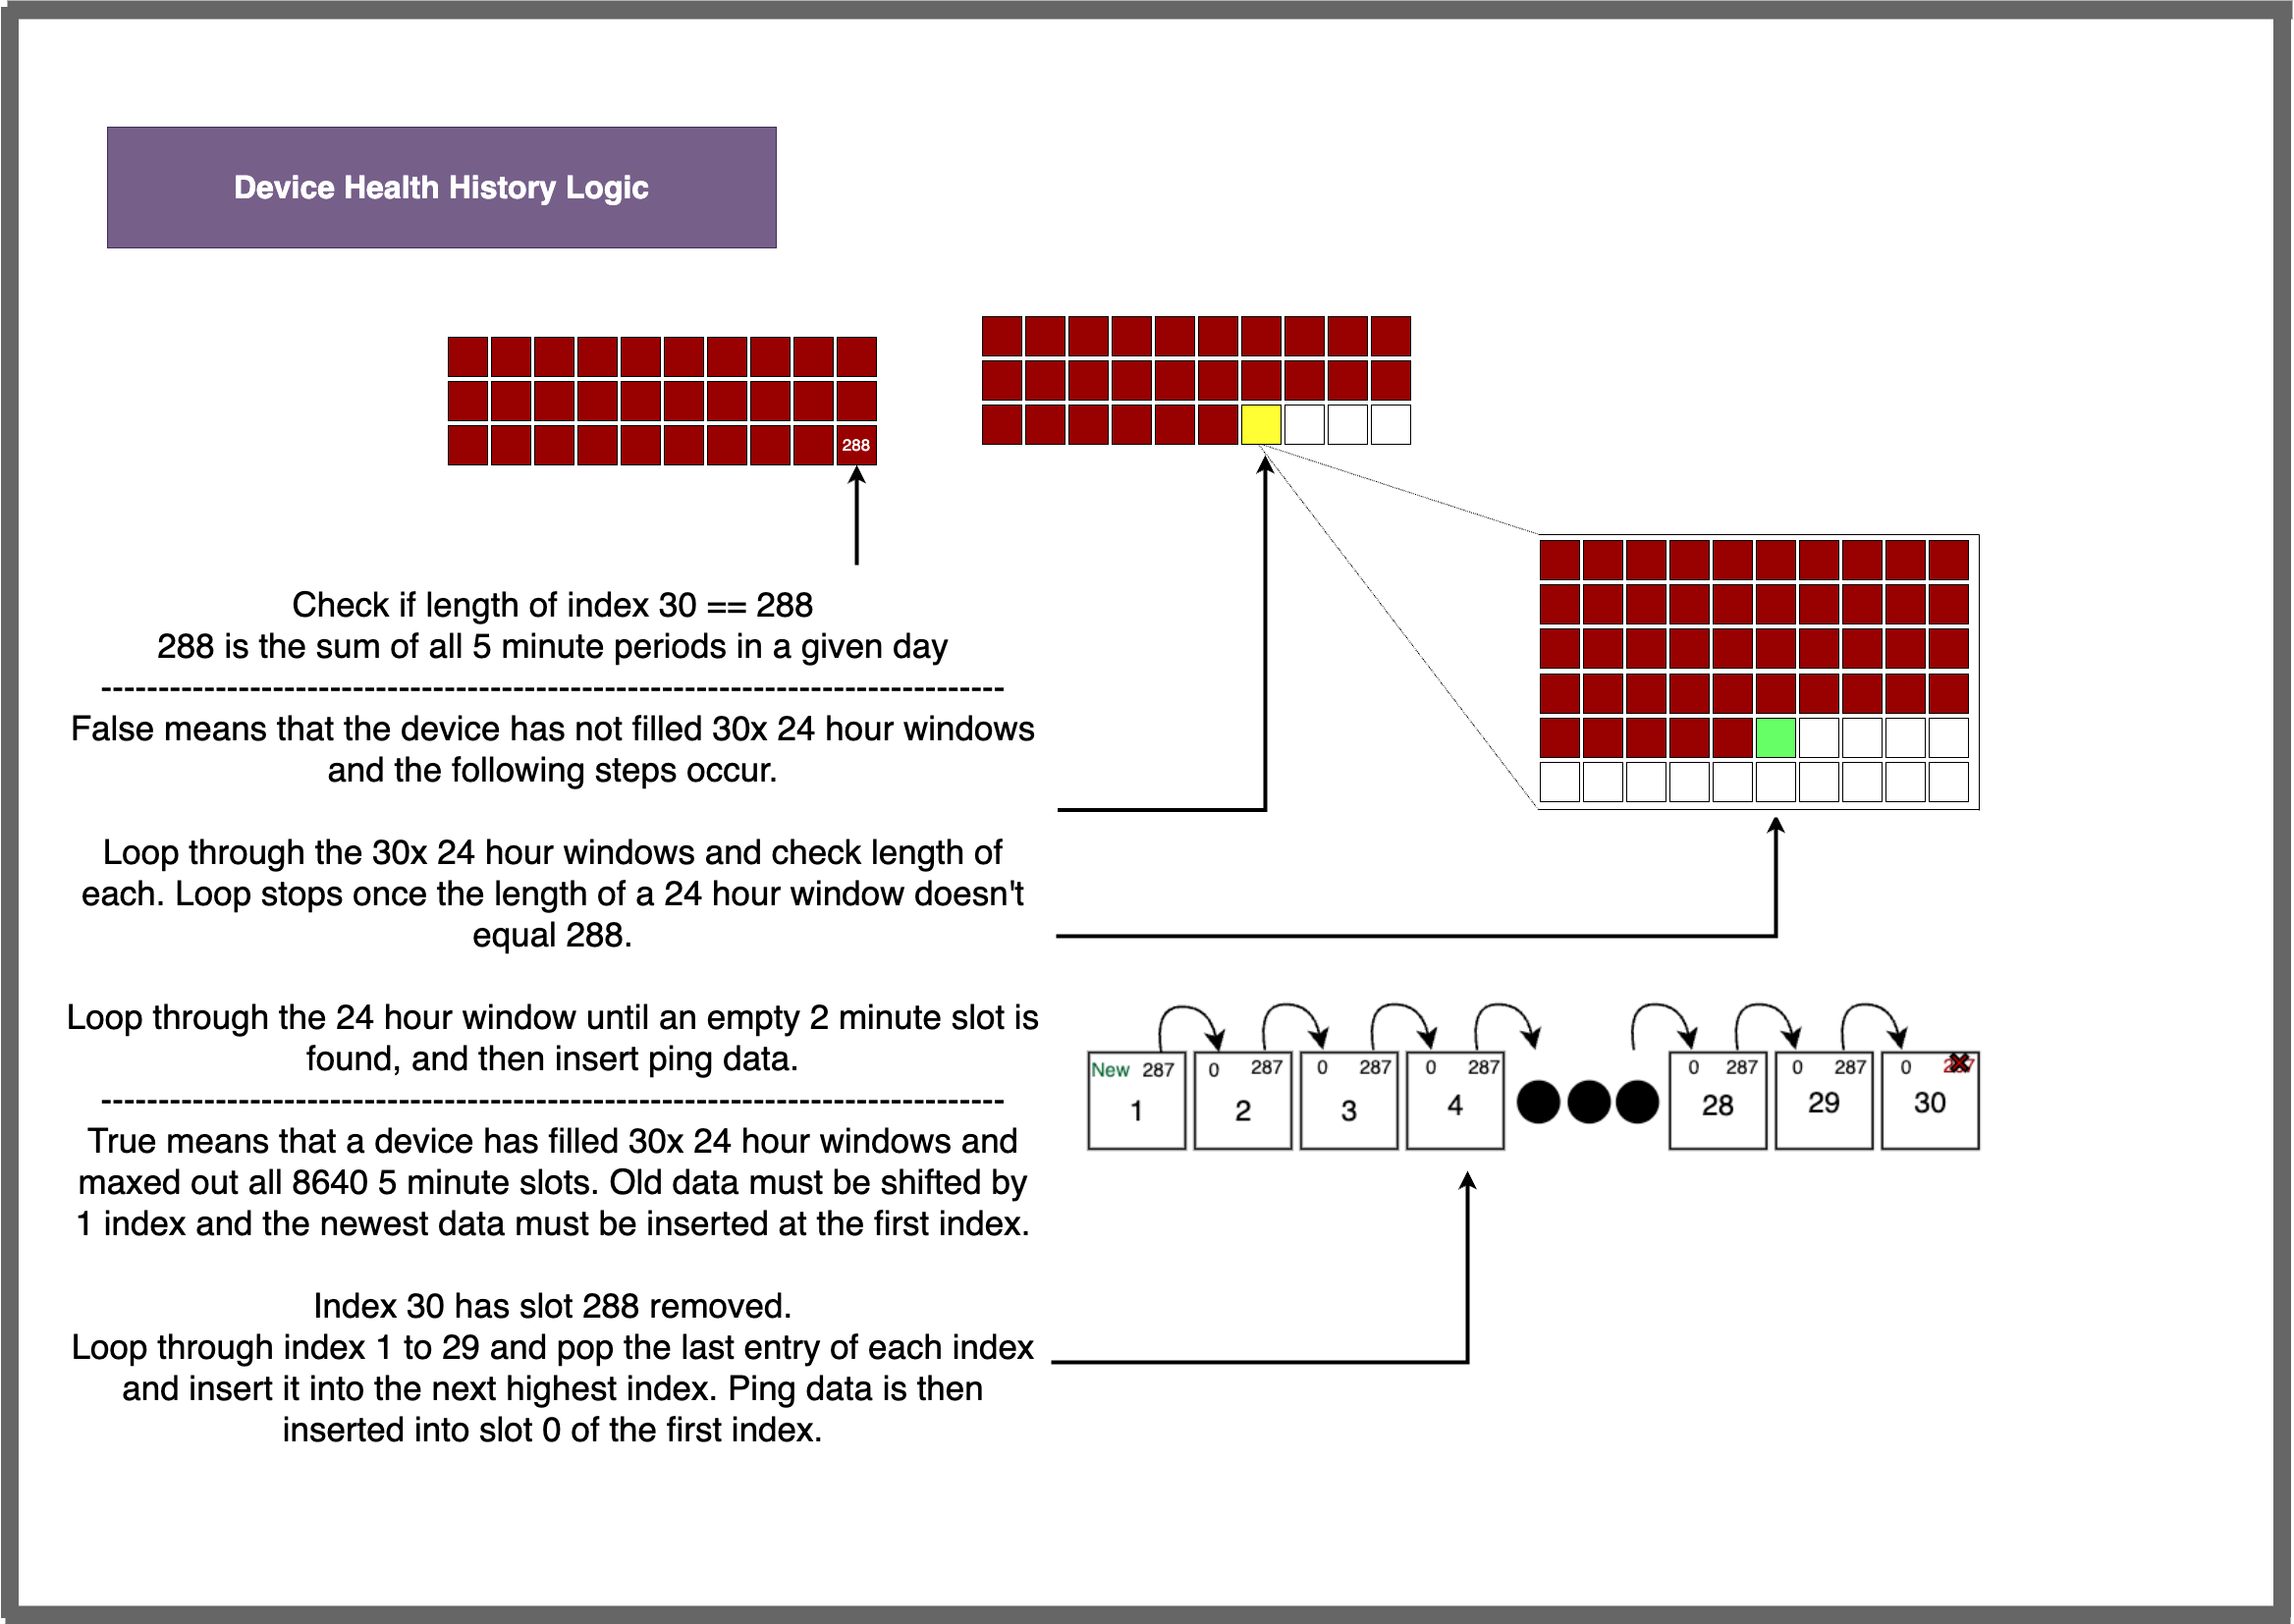 Device Health History Logic
288
Check if length of index 30 == 288
288 is the sum of all 5 minute periods in a given day
--------------------------------------------------------------------------------
False means that the device has not filled 30x 24 hour windows
and the following steps occur.
Loop through the 30x 24 hour windows and check length of
each. Loop stops once the length of a 24 hour window doesn't
equal 288.
Loop through the 24 hour window until an empty 2 minute slot is
found, and then insert ping data.
--------------------------------------------------------------------------------
True means that a device has filled 30x 24 hour windows and
maxed out all 8640 5 minute slots. Old data must be shifted by
1 index and the newest data must be inserted at the first index.
Index 30 has slot 288 removed.
Loop through index 1 to 29 and pop the last entry of each index
and insert it into the next highest index. Ping data is then
inserted into slot 0 of the first index.
New 287 0 287 0 287 0 287 0 287 0 287 0
1 2 3 4 28 29 30